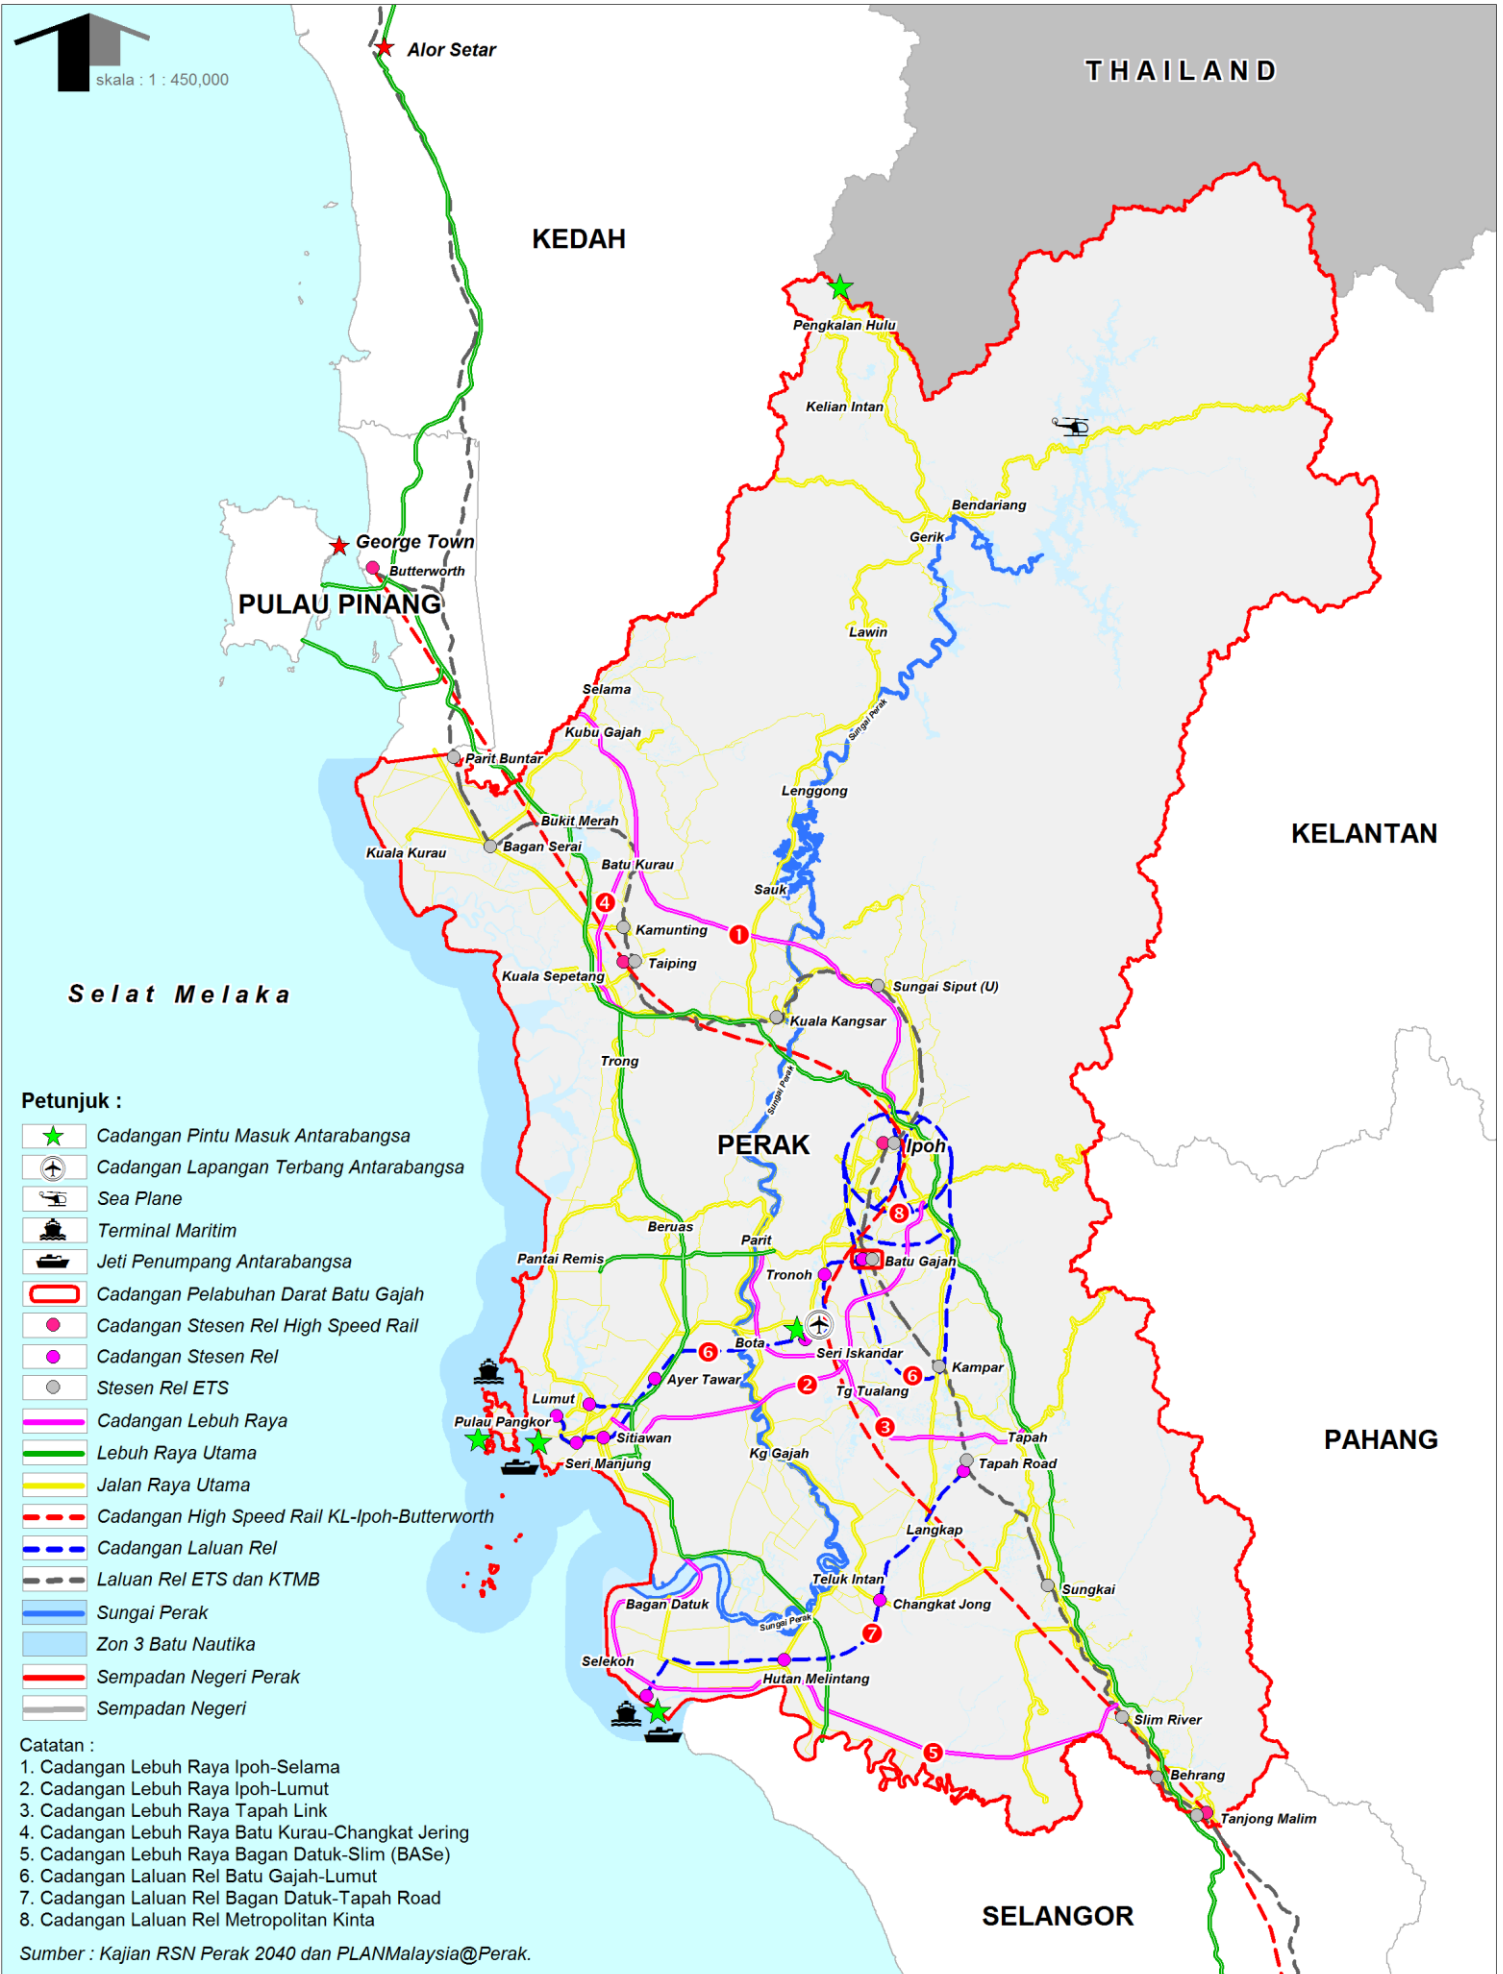 skala : 1 : 450,000
Alor Setar
THAILAND
KEDAH
Pengkalan Hulu
Kelian Intan
Bendariang
Gerik
George Town
Butterworth
PULAU PINANG
Lawin
Selama
Sungai Perak
Kubu Gajah
Parit Buntar
Lenggong
Bukit Merah
KELANTAN
Bagan Serai
Kuala Kurau
Batu Kurau
Sauk
4
Kamunting
1
Taiping
Kuala Sepetang
Sungai Siput (U)
Selat Melaka
Kuala Kangsar
Trong
Sungai Perak
PERAK
Ipoh
8
Beruas
Parit
Pantai Remis
Batu Gajah
Tronoh
Bota
6
Seri Iskandar
Kampar
6
Ayer Tawar
2
Tg Tualang
Lumut
Pulau Pangkor
3
Sitiawan
Tapah
PAHANG
Kg Gajah
Seri Manjung
Tapah Road
Langkap
Teluk Intan
Sungkai
Bagan Datuk
Changkat Jong
Sungai Perak
7
Selekoh
Hutan Melintang
Slim River
5
Behrang
Tanjong Malim
SELANGOR
Petunjuk :
Cadangan Pintu Masuk Antarabangsa
Cadangan Lapangan Terbang Antarabangsa
Sea Plane
Terminal Maritim
Jeti Penumpang Antarabangsa
Cadangan Pelabuhan Darat Batu Gajah
Cadangan Stesen Rel High Speed Rail
Cadangan Stesen Rel
Stesen Rel ETS
Cadangan Lebuh Raya
Lebuh Raya Utama
Jalan Raya Utama
Cadangan High Speed Rail KL-Ipoh-Butterworth
Cadangan Laluan Rel
Laluan Rel ETS dan KTMB
Sungai Perak
Zon 3 Batu Nautika
Sempadan Negeri Perak
Sempadan Negeri
Catatan :
1. Cadangan Lebuh Raya Ipoh-Selama
2. Cadangan Lebuh Raya Ipoh-Lumut
3. Cadangan Lebuh Raya Tapah Link
4. Cadangan Lebuh Raya Batu Kurau-Changkat Jering
5. Cadangan Lebuh Raya Bagan Datuk-Slim (BASe)
6. Cadangan Laluan Rel Batu Gajah-Lumut
7. Cadangan Laluan Rel Bagan Datuk-Tapah Road
8. Cadangan Laluan Rel Metropolitan Kinta
Sumber : Kajian RSN Perak 2040 dan PLANMalaysia@Perak.